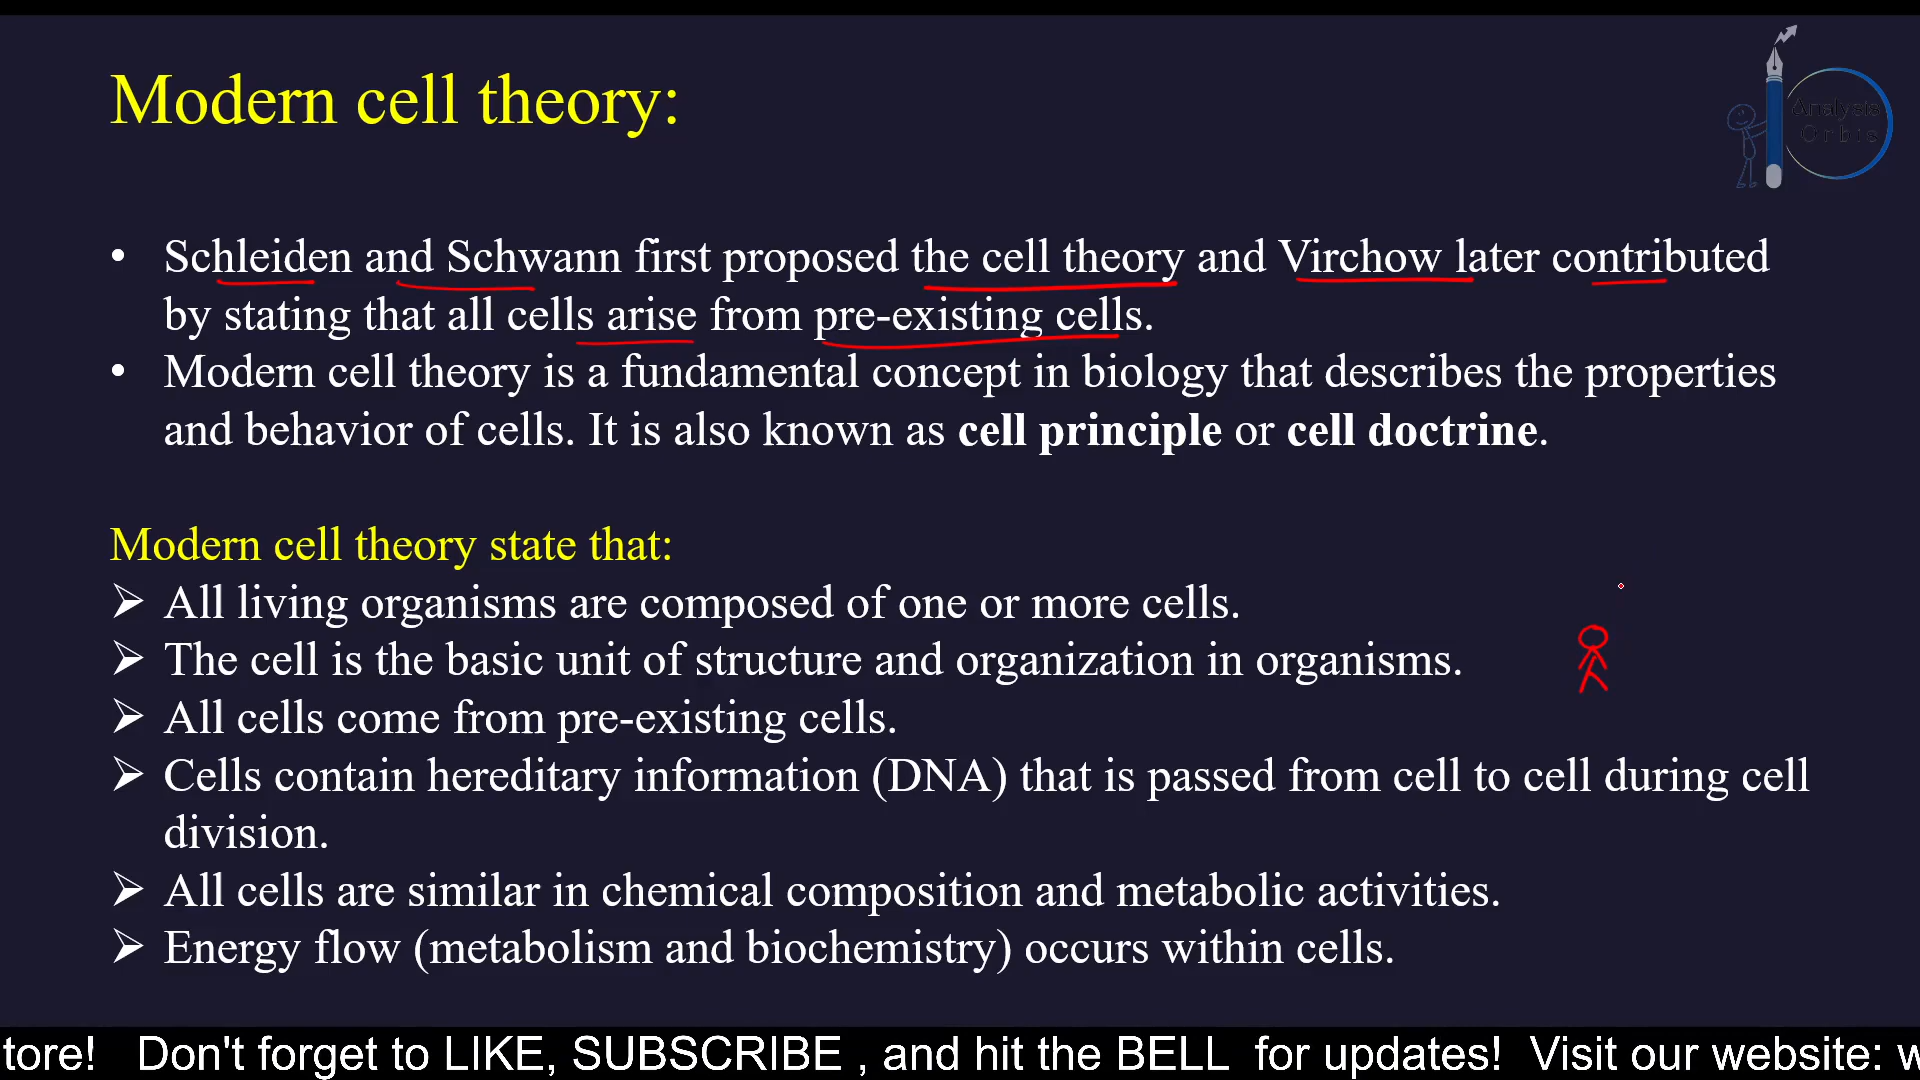 Modern cell theory:
Analysis
Orbis
• Schleiden and Schwann first proposed the cell theory and Virchow later contributed
by stating that all cells arise from pre-existing cells.
• Modern cell theory is a fundamental concept in biology that describes the properties
and behavior of cells. It is also known as cell principle or cell doctrine.
Modern cell theory state that:
➢ All living organisms are composed of one or more cells.
➢ The cell is the basic unit of structure and organization in organisms.
➢ All cells come from pre-existing cells.
➢ Cells contain hereditary information (DNA) that is passed from cell to cell during cell
division.
➢ All cells are similar in chemical composition and metabolic activities.
➢ Energy flow (metabolism and biochemistry) occurs within cells.
tore! Don't forget to LIKE, SUBSCRIBE , and hit the BELL for updates! Visit our website: w